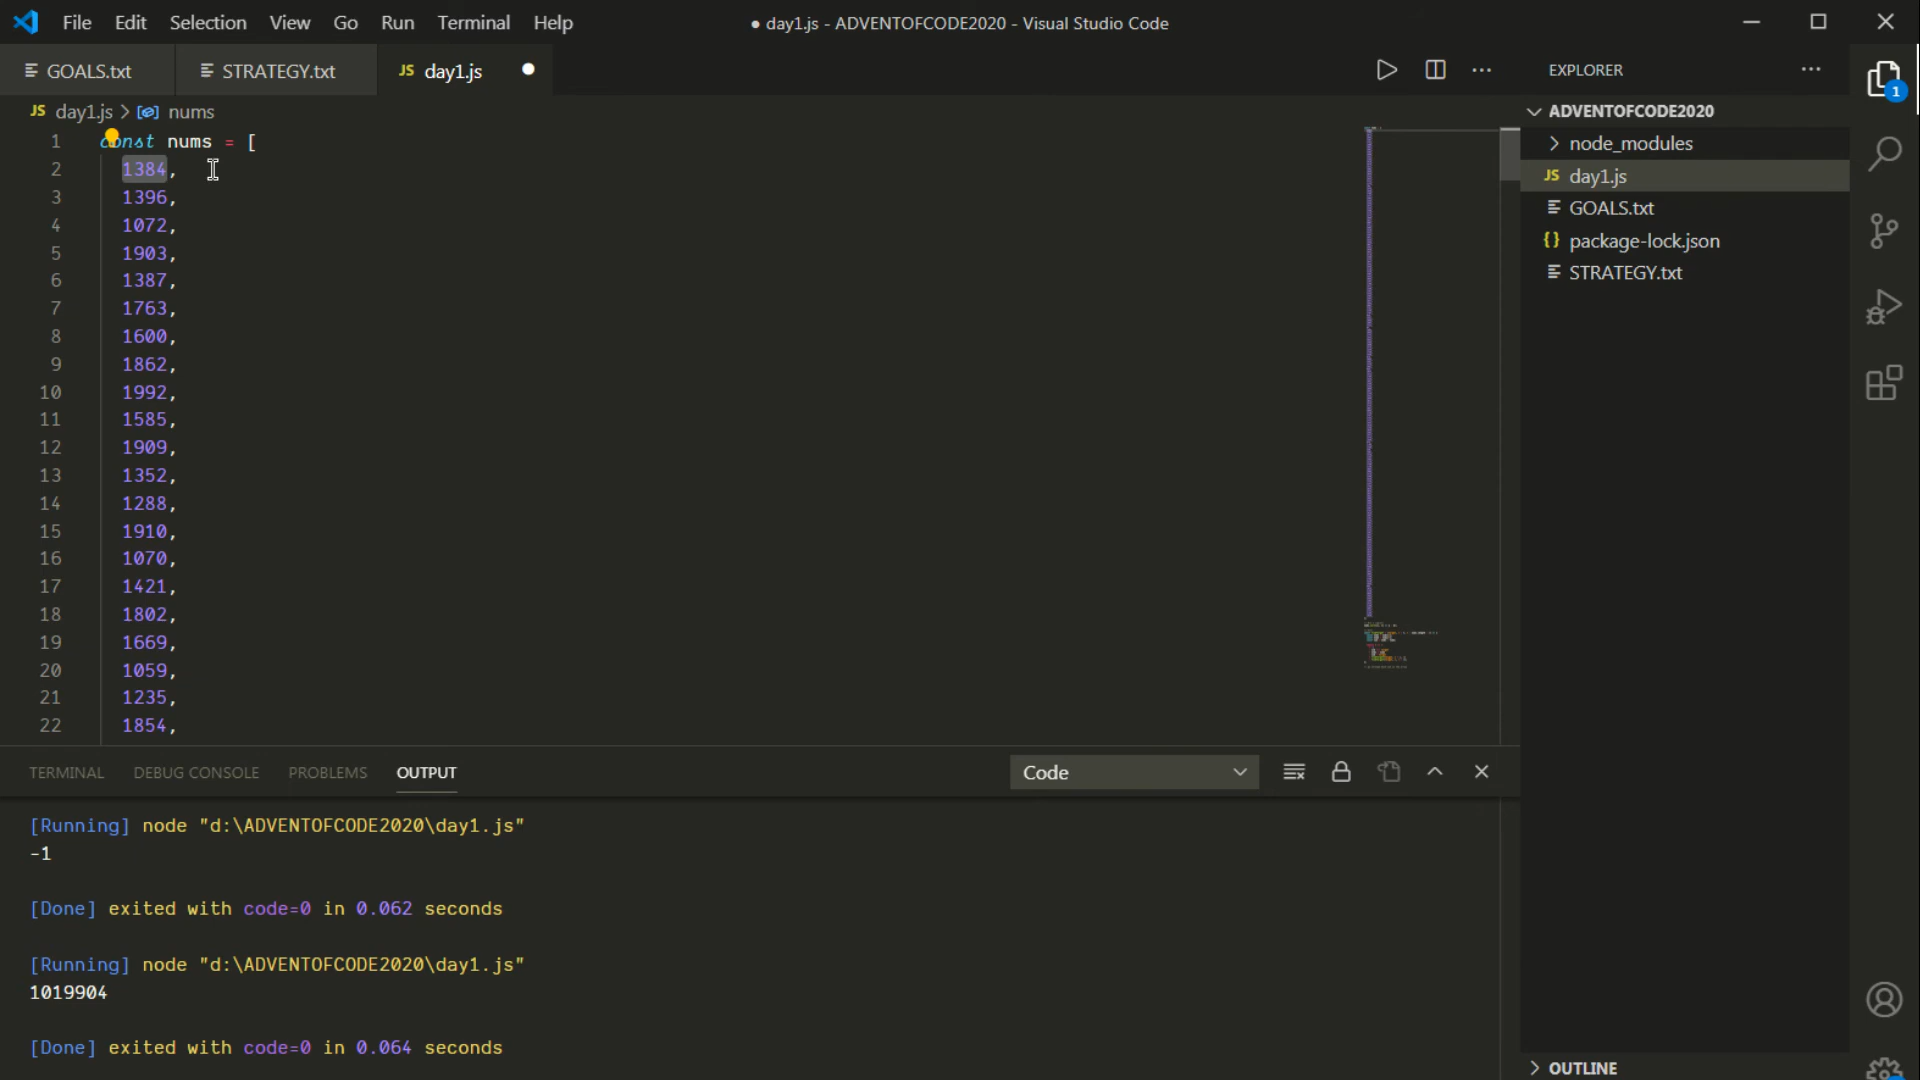 File Edit Selection View Go Run Terminal Help
● day1.js - ADVENTOFCODE2020 - Visual Studio Code
GOALS.txt
STRATEGY.txt
JS day1.js
EXPLORER
1
JS day1.js > nums
ADVENTOFCODE2020
node_modules
JS day1.js
GOALS.txt
{} package-lock.json
STRATEGY.txt
1 const nums = [
2 1384,
3 1396,
4 1072,
5 1903,
6 1387,
7 1763,
8 1600,
9 1862,
10 1992,
11 1585,
12 1909,
13 1352,
14 1288,
15 1910,
16 1070,
17 1421,
18 1802,
19 1669,
20 1059,
21 1235,
22 1854,
TERMINAL DEBUG CONSOLE PROBLEMS OUTPUT
Code
[Running] node "d:\ADVENTOFCODE2020\day1.js"
-1
[Done] exited with code=0 in 0.062 seconds
[Running] node "d:\ADVENTOFCODE2020\day1.js"
1019904
[Done] exited with code=0 in 0.064 seconds
OUTLINE